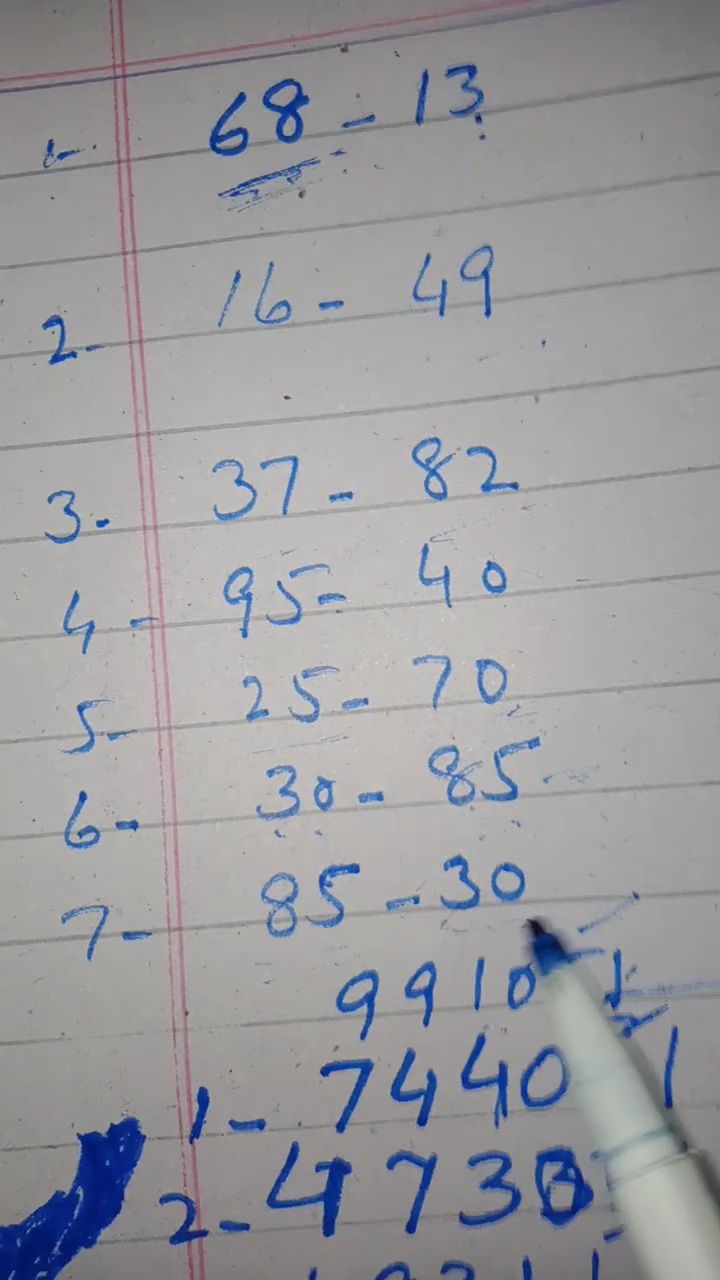 1- 68 - 13
2- 16 - 49
3- 37 - 82
4- 95 - 40
5- 25 - 70
6- 30 - 85
7- 85 - 30
9910
1- 7440
2- 473